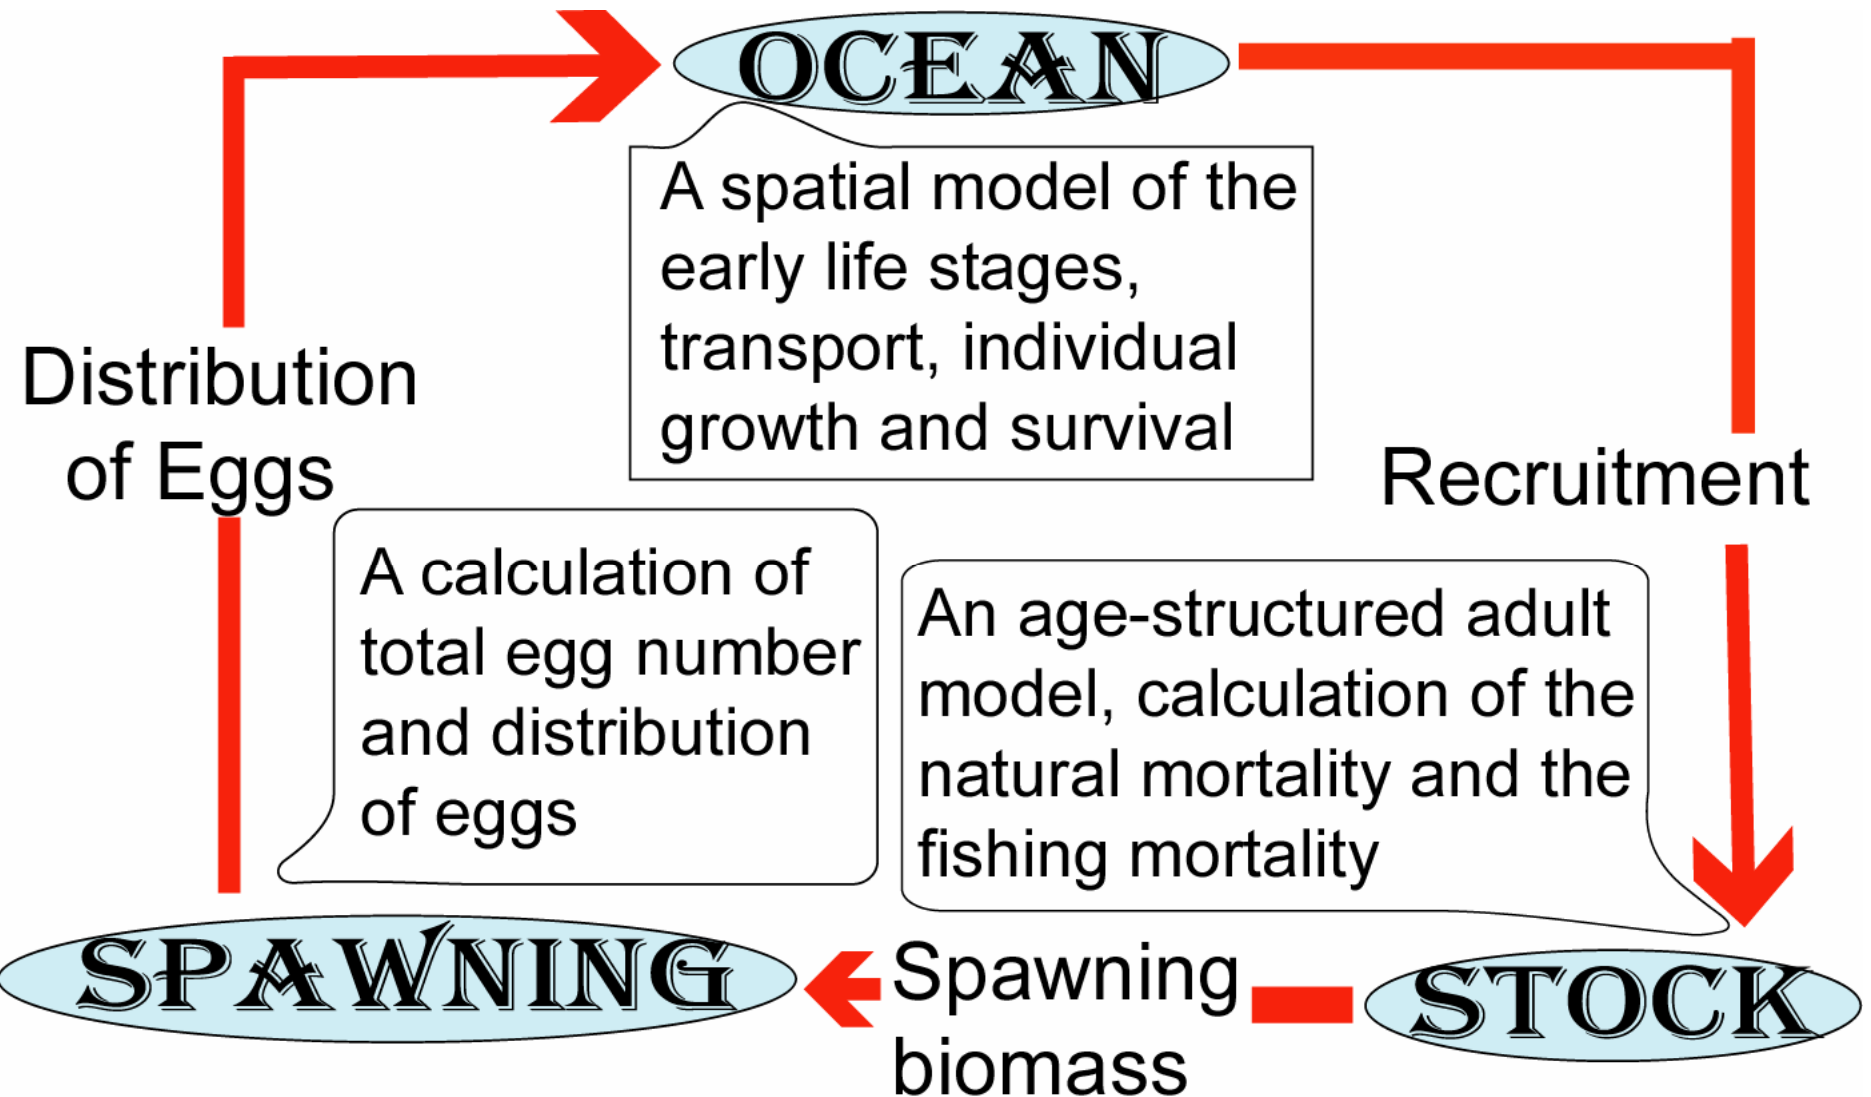 OCEAN
A spatial model of the
early life stages,
transport, individual
growth and survival
Distribution
of Eggs
Recruitment
A calculation of
total egg number
and distribution
of eggs
An age-structured adult
model, calculation of the
natural mortality and the
fishing mortality
SPAWNING
Spawning
biomass
STOCK